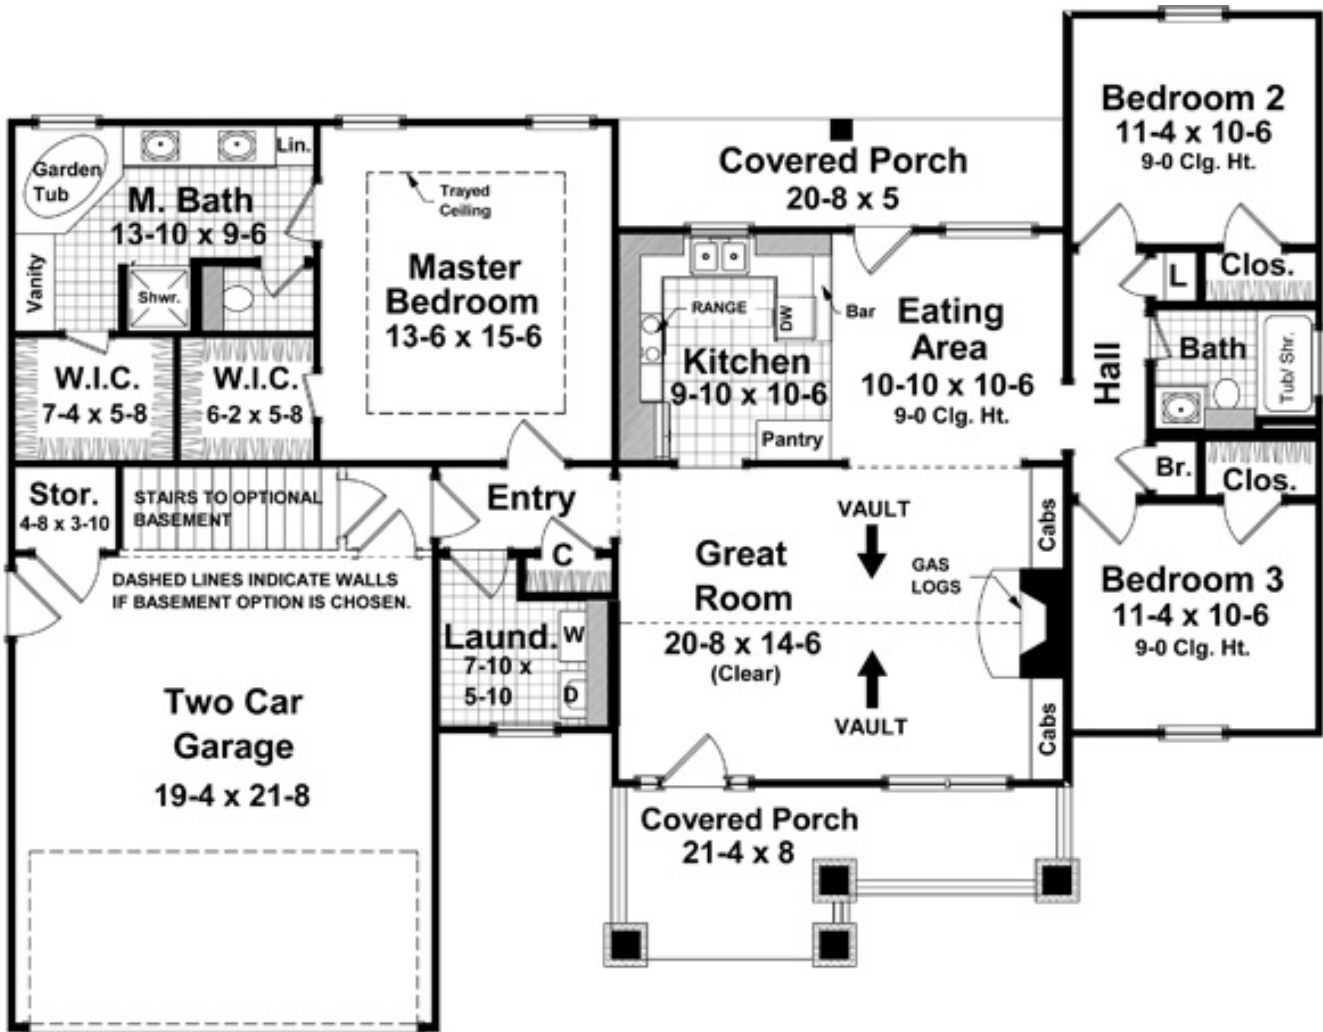 Garden
Tub
Lin.
M. Bath
13-10 x 9-6
Vanity
Shwr.
W.I.C.
7-4 x 5-8
W.I.C.
6-2 x 5-8
Trayed
Ceiling
Master
Bedroom
13-6 x 15-6
Covered Porch
20-8 x 5
RANGE
DW
Bar
Kitchen
9-10 x 10-6
Pantry
Eating
Area
10-10 x 10-6
9-0 Clg. Ht.
Bedroom 2
11-4 x 10-6
9-0 Clg. Ht.
L
Clos.
Hall
Bath
Tub/ Shr.
Br.
Clos.
Bedroom 3
11-4 x 10-6
9-0 Clg. Ht.
Stor.
4-8 x 3-10
STAIRS TO OPTIONAL
BASEMENT
DASHED LINES INDICATE WALLS
IF BASEMENT OPTION IS CHOSEN.
Entry
C
Laund.
7-10 x
5-10
W
D
Great
Room
20-8 x 14-6
(Clear)
VAULT
VAULT
GAS
LOGS
Cabs
Cabs
Two Car
Garage
19-4 x 21-8
Covered Porch
21-4 x 8